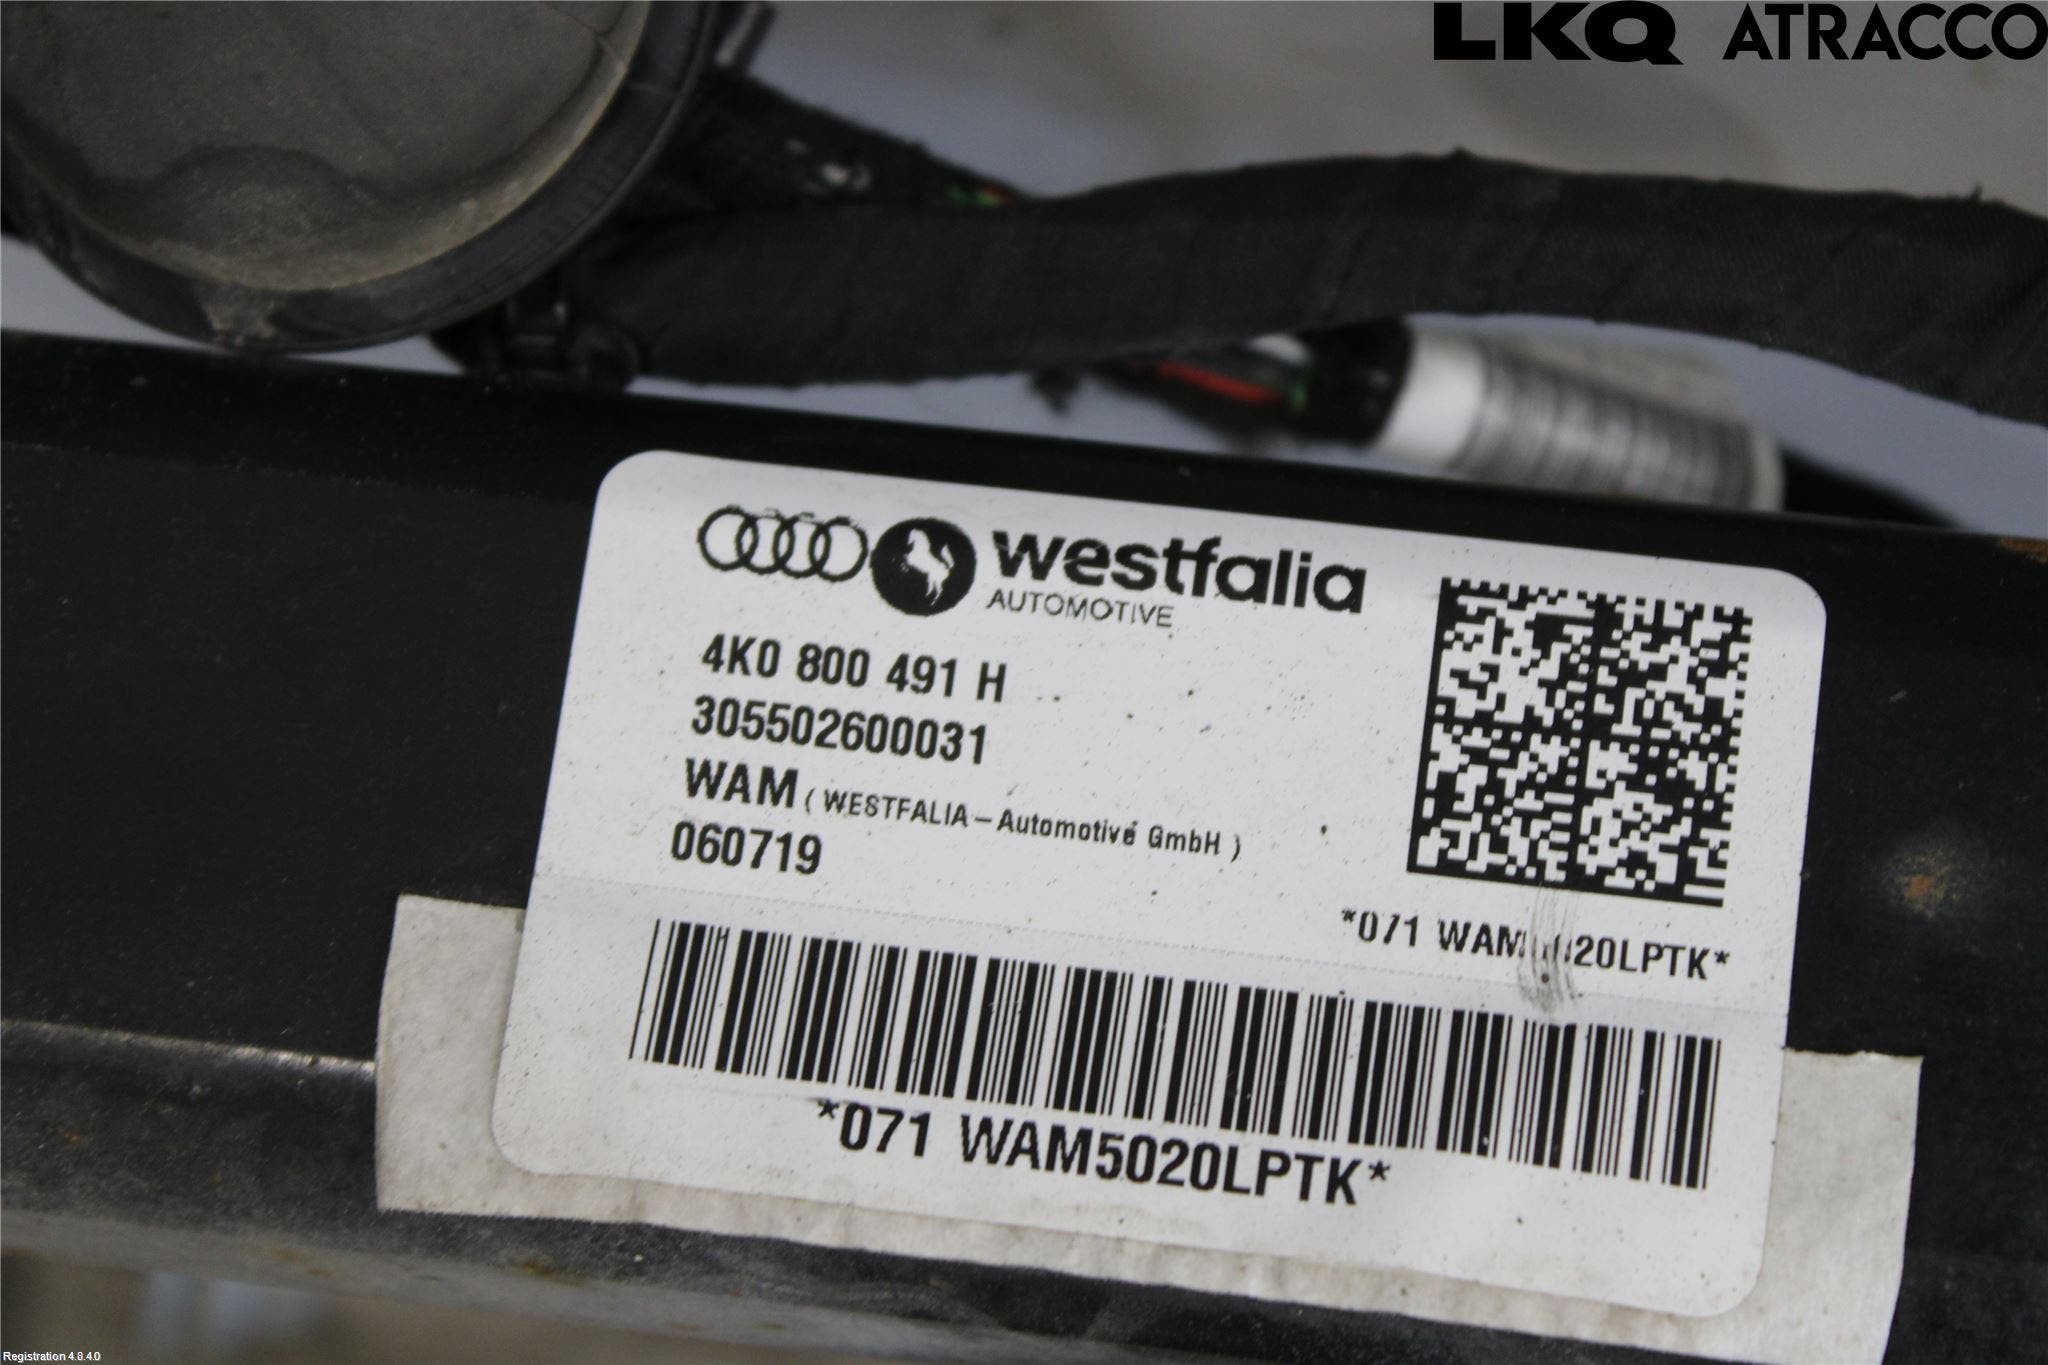 LKQ ATRACCO
westfalia
AUTOMOTIVE
4K0 800 491 H
305502600031
WAM ( WESTFALIA – Automotive GmbH )
060719
*071
*071 WAM5020LPTK*
Registration 4.8.4.0